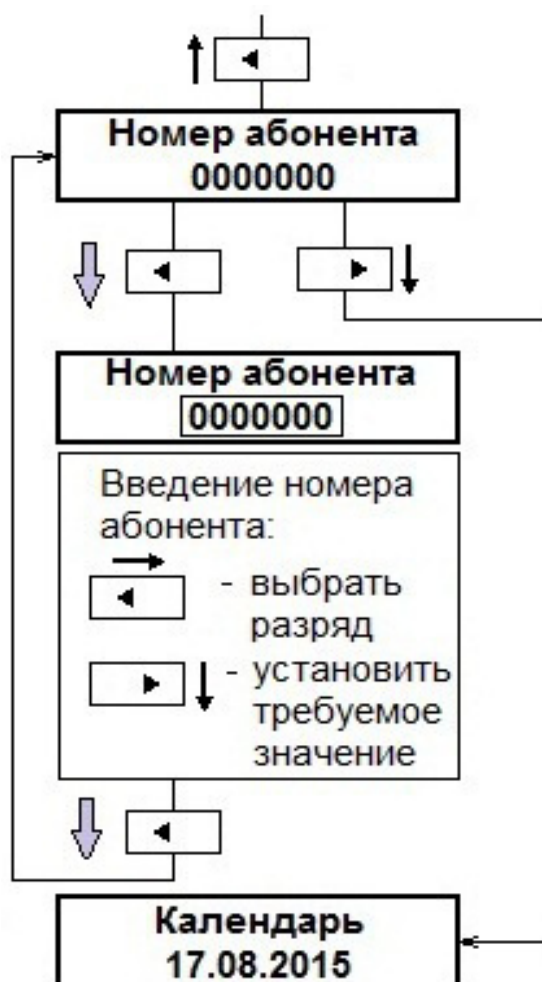 Номер абонента
0000000
Номер абонента
0000000
Введение номера
абонента:
- выбрать
разряд
- установить
требуемое
значение
Календарь
17.08.2015